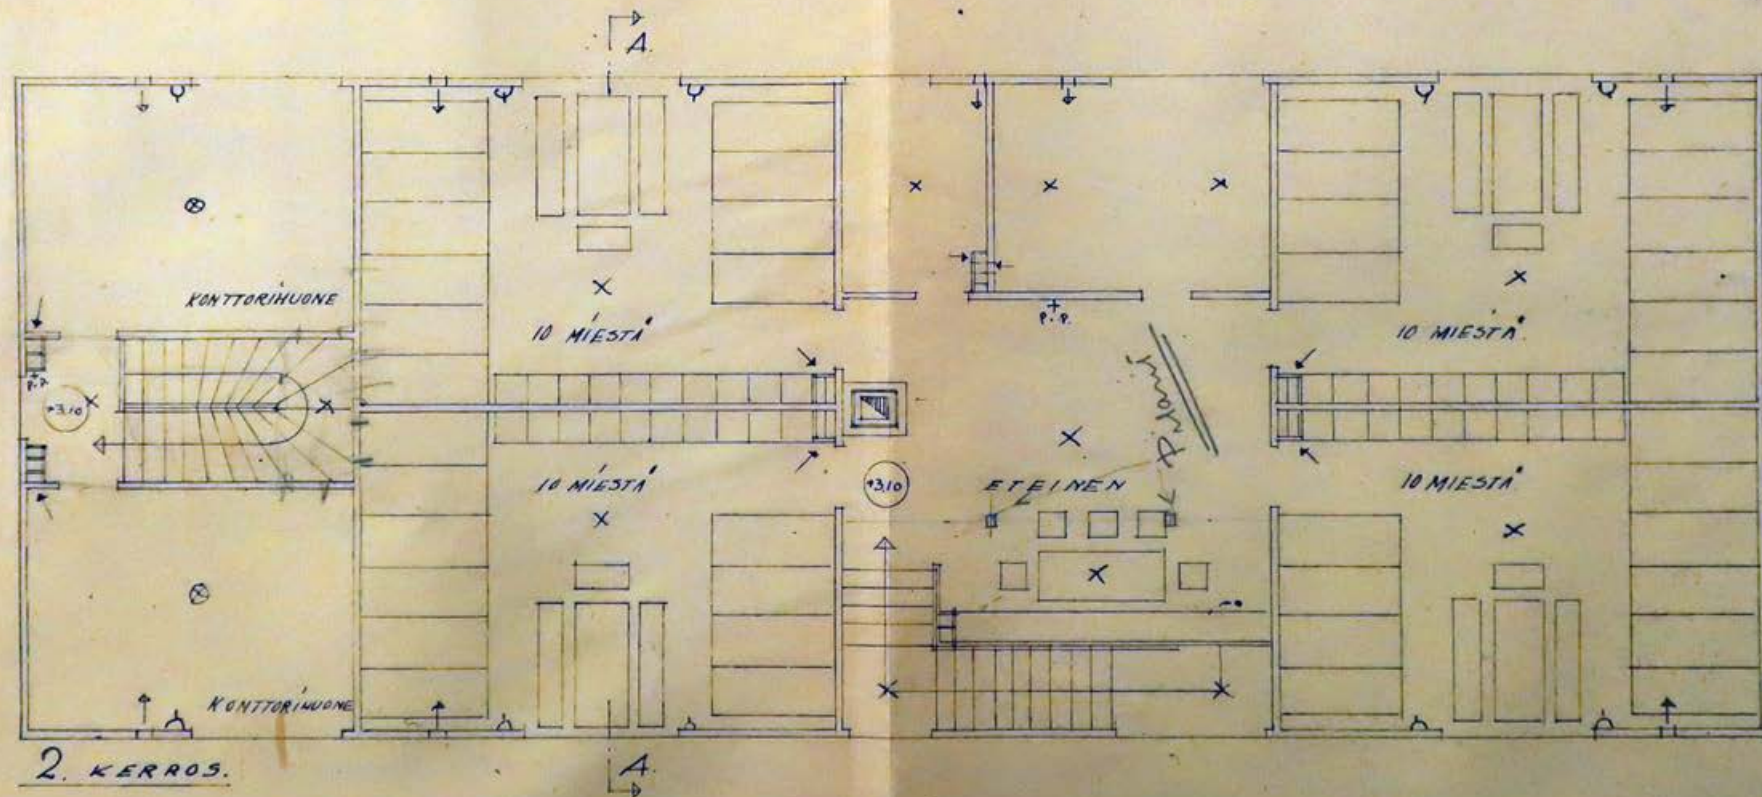 A.
KONTTORIHUONE
10 MIESTÄ
P.P.
10 MIESTÄ.
P.P.
+3,10
10 MIESTÄ
+3,10
ETEINEN
10 MIESTÄ
KONTTORIHUONE
2. KERROS.
A.